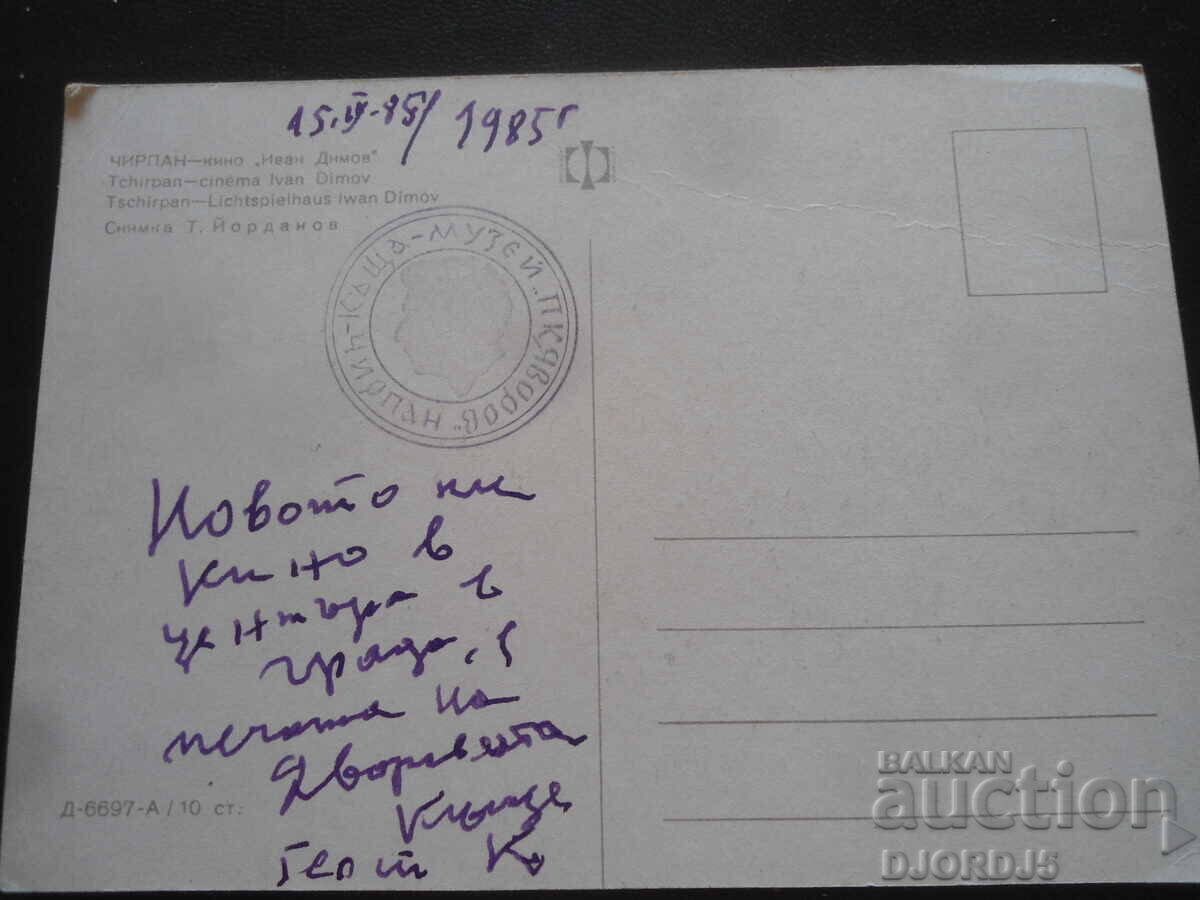 15.IV.85/ 1985г
ЧИРПАН—кино „Иван Димов"
Tchirpan—cinéma Ivan Dimov
Tschirpan—Lichtspielhaus Iwan Dimov
Снимка Т. Йорданов
КЪЩА-МУЗЕЙ „П.К.ЯВОРОВ" ЧИРПАН
Новото ни
кино в
центъра в
града, с
печата на
Яворовата
къща
Д-6697-А/10 ст.
BALKAN
auction
DJORDJ5